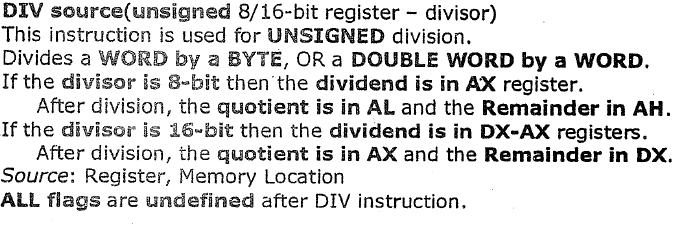 DIV source(unsigned 8/16-bit register – divisor)
This instruction is used for UNSIGNED division.
Divides a WORD by a BYTE, OR a DOUBLE WORD by a WORD.
If the divisor is 8-bit then the dividend is in AX register.
After division, the quotient is in AL and the Remainder in AH.
If the divisor is 16-bit then the dividend is in DX-AX registers.
After division, the quotient is in AX and the Remainder in DX.
Source: Register, Memory Location
ALL flags are undefined after DIV instruction.